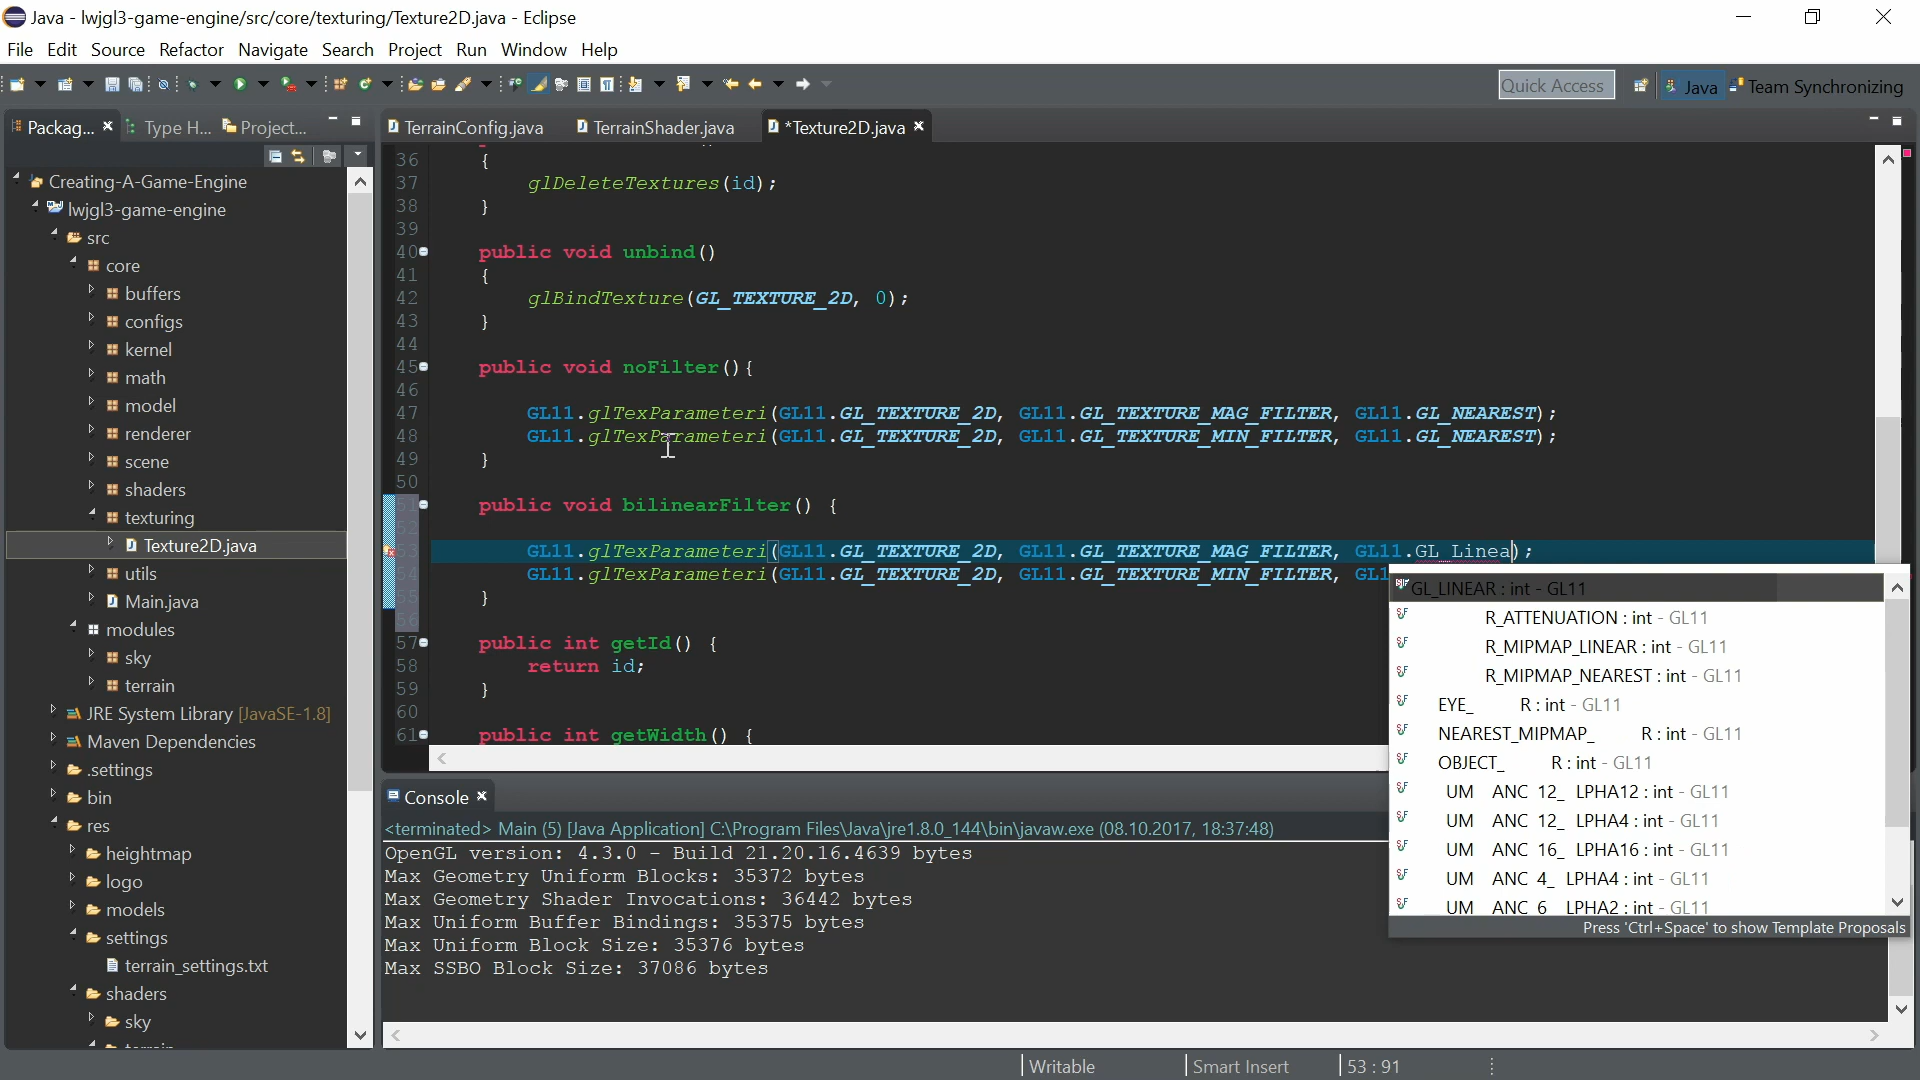 Java - lwjgl3-game-engine/src/core/texturing/Texture2D.java - Eclipse
File Edit Source Refactor Navigate Search Project Run Window Help
Quick Access
Java
Team Synchronizing
Packag...
Type H...
Project...
Creating-A-Game-Engine
lwjgl3-game-engine
src
core
buffers
configs
kernel
math
model
renderer
scene
shaders
texturing
Texture2D.java
utils
Main.java
modules
sky
terrain
JRE System Library [JavaSE-1.8]
Maven Dependencies
.settings
bin
res
heightmap
logo
models
settings
terrain_settings.txt
shaders
sky
TerrainConfig.java
TerrainShader.java
*Texture2D.java
36 {
37 glDeleteTextures(id);
38 }
39
40 public void unbind()
41 {
42 glBindTexture(GL_TEXTURE_2D, 0);
43 }
44
45 public void noFilter(){
46
47 GL11.glTexParameteri(GL11.GL_TEXTURE_2D, GL11.GL_TEXTURE_MAG_FILTER, GL11.GL_NEAREST);
48 GL11.glTexParameteri(GL11.GL_TEXTURE_2D, GL11.GL_TEXTURE_MIN_FILTER, GL11.GL_NEAREST);
49 }
50
51 public void bilinearFilter() {
52
53 GL11.glTexParameteri(GL11.GL_TEXTURE_2D, GL11.GL_TEXTURE_MAG_FILTER, GL11.GL_Linea);
54 GL11.glTexParameteri(GL11.GL_TEXTURE_2D, GL11.GL_TEXTURE_MIN_FILTER, GL1
55 }
56
57 public int getId() {
58 return id;
59 }
60
61 public int getWidth() {
GL_LINEAR : int - GL11
R_ATTENUATION : int - GL11
R_MIPMAP_LINEAR : int - GL11
R_MIPMAP_NEAREST : int - GL11
EYE_ R : int - GL11
NEAREST_MIPMAP_ R : int - GL11
OBJECT_ R : int - GL11
UM ANC 12_ LPHA12 : int - GL11
UM ANC 12_ LPHA4 : int - GL11
UM ANC 16_ LPHA16 : int - GL11
UM ANC 4_ LPHA4 : int - GL11
UM ANC 6 LPHA2 : int - GL11
Press 'Ctrl+Space' to show Template Proposals
Console
<terminated> Main (5) [Java Application] C:\Program Files\Java\jre1.8.0_144\bin\javaw.exe (08.10.2017, 18:37:48)
OpenGL version: 4.3.0 - Build 21.20.16.4639 bytes
Max Geometry Uniform Blocks: 35372 bytes
Max Geometry Shader Invocations: 36442 bytes
Max Uniform Buffer Bindings: 35375 bytes
Max Uniform Block Size: 35376 bytes
Max SSBO Block Size: 37086 bytes
Writable
Smart Insert
53 : 91